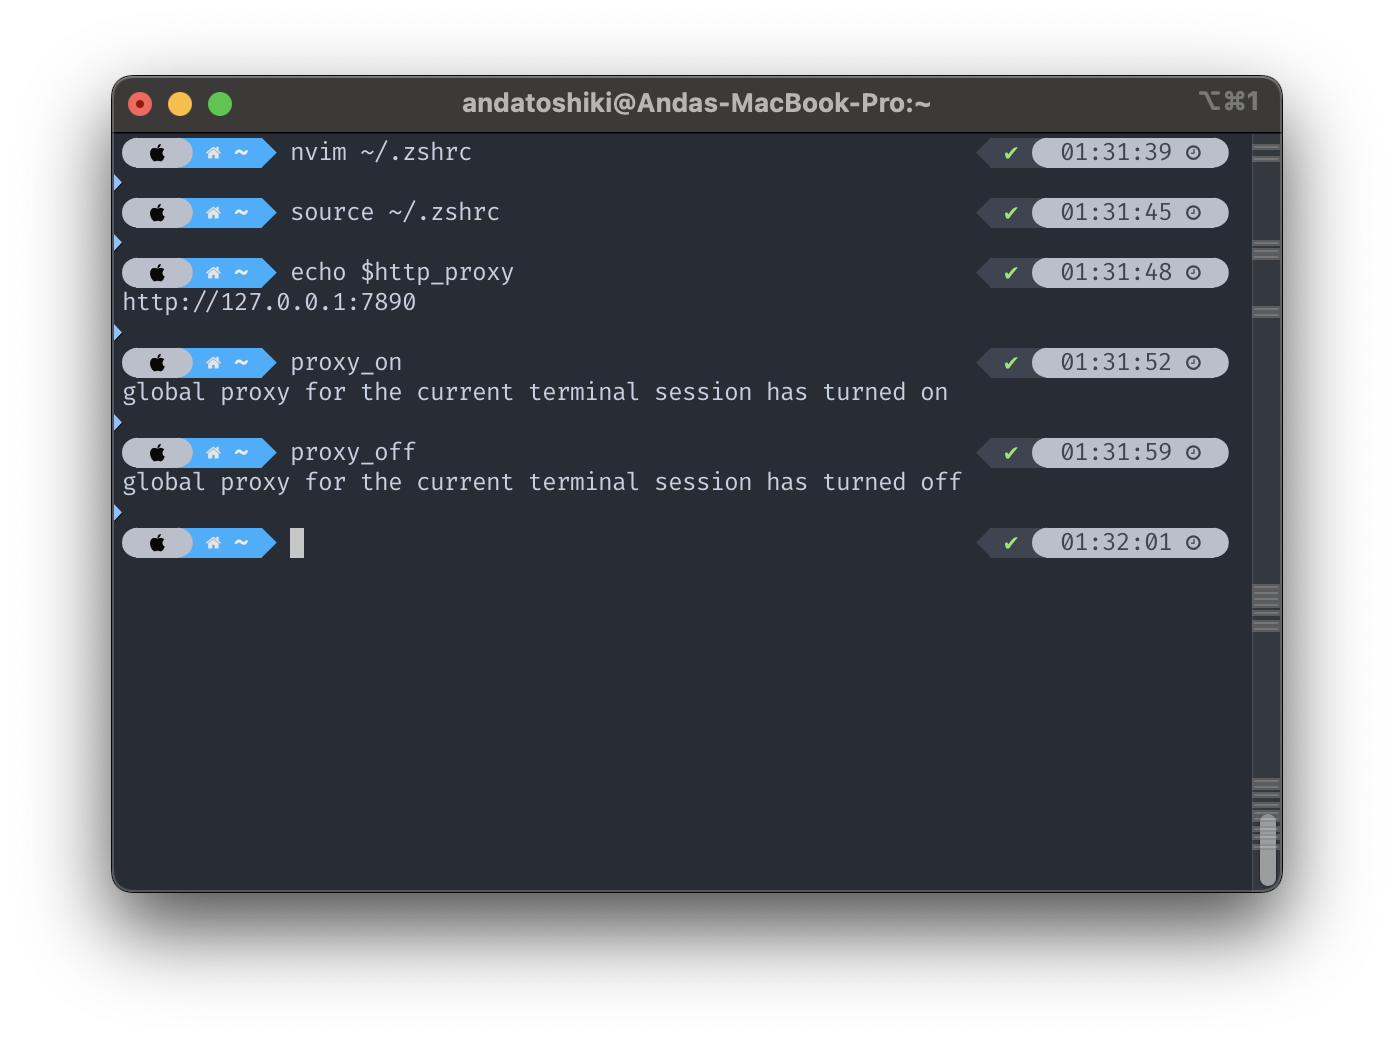 andatoshiki@Andas-MacBook-Pro:~ ⌥⌘1
~ nvim ~/.zshrc ✔ 01:31:39
~ source ~/.zshrc ✔ 01:31:45
~ echo $http_proxy ✔ 01:31:48
http://127.0.0.1:7890
~ proxy_on ✔ 01:31:52
global proxy for the current terminal session has turned on
~ proxy_off ✔ 01:31:59
global proxy for the current terminal session has turned off
~ ✔ 01:32:01